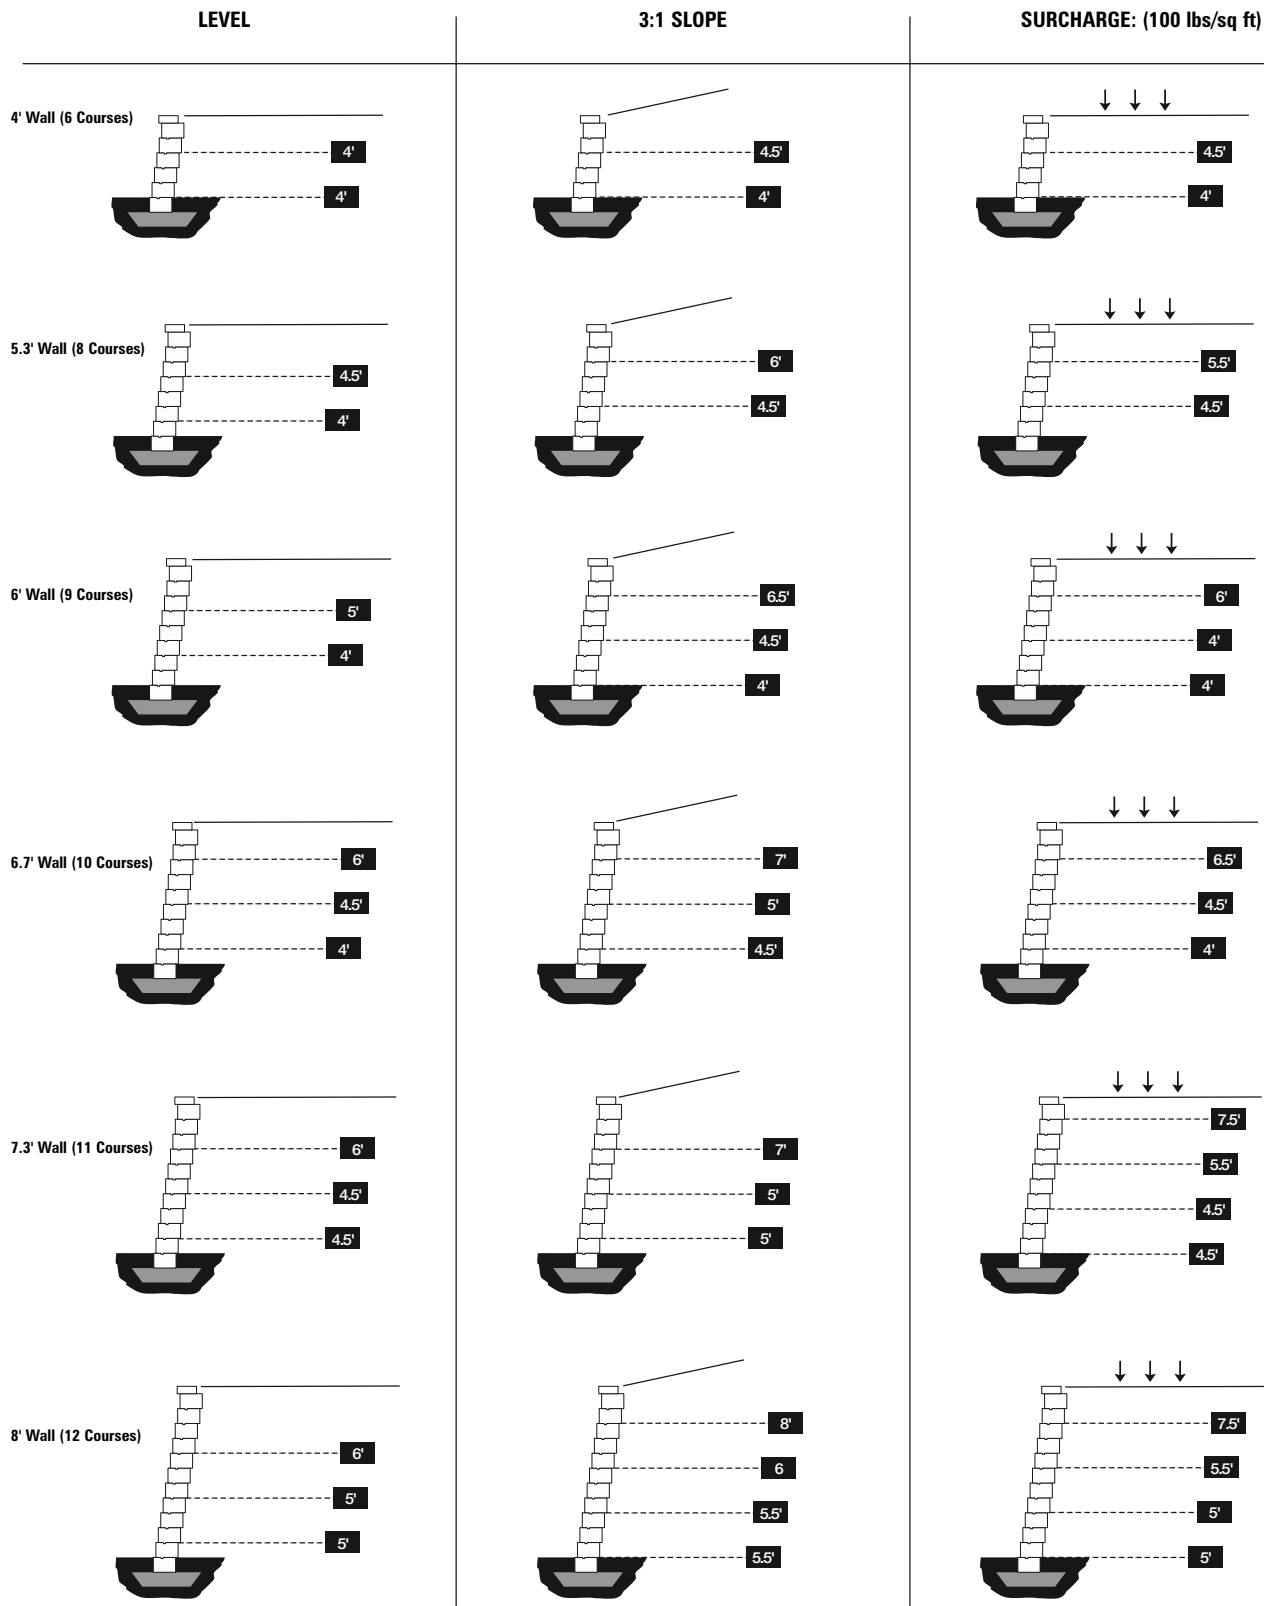 LEVEL 3:1 SLOPE SURCHARGE: (100 lbs/sq ft)
4' Wall (6 Courses)
4' 4.5' 4.5'
4' 4' 4'
5.3' Wall (8 Courses)
6' 5.5'
4.5'
4.5' 4.5'
4'
6' Wall (9 Courses)
6.5' 6'
5'
4.5' 4'
4'
4' 4'
6.7' Wall (10 Courses)
6' 7' 6.5'
4.5' 5' 4.5'
4' 4.5' 4'
7.5'
7.3' Wall (11 Courses)
6' 7'
5.5'
4.5' 5'
4.5'
4.5' 5'
4.5'
8' Wall (12 Courses)
8' 7.5'
6'
6 5.5'
5'
5.5' 5'
5'
5.5' 5'